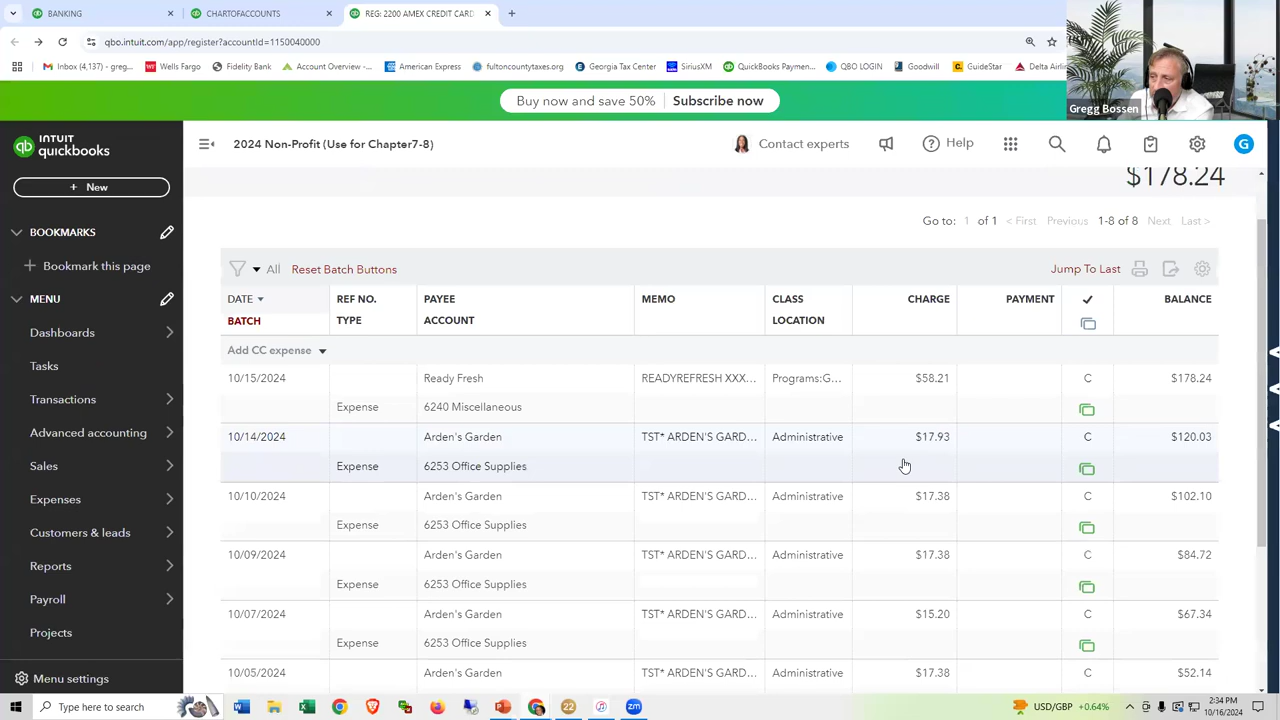 BANKING
CHARTOFACCOUNTS
REG: 2200 AMEX CREDIT CARD
qbo.intuit.com/app/register?accountId=1150040000
Inbox (4,137) - greg...
Wells Fargo
Fidelity Bank
Account Overview -...
American Express
fultoncountytaxes.org
Georgia Tax Center
SiriusXM
QuickBooks Paymen...
QBO LOGIN
Goodwill
GuideStar
Delta Airli
Gregg Bossen
Buy now and save 50%
Subscribe now
INTUIT
quickbooks
2024 Non-Profit (Use for Chapter7-8)
Contact experts
Help
G
$178.24
+ New
Go to: 1 of 1 < First Previous 1-8 of 8 Next Last >
BOOKMARKS
Bookmark this page
MENU
Dashboards
Tasks
Transactions
Advanced accounting
Sales
Expenses
Customers & leads
Reports
Payroll
Projects
Menu settings
All
Reset Batch Buttons
Jump To Last
DATE REF NO. PAYEE MEMO CLASS CHARGE PAYMENT ✓ BALANCE
BATCH TYPE ACCOUNT LOCATION
Add CC expense
10/15/2024 Ready Fresh READYREFRESH XXX... Programs:G... $58.21 C $178.24
Expense 6240 Miscellaneous
10/14/2024 Arden's Garden TST* ARDEN'S GARD... Administrative $17.93 C $120.03
Expense 6253 Office Supplies
10/10/2024 Arden's Garden TST* ARDEN'S GARD... Administrative $17.38 C $102.10
Expense 6253 Office Supplies
10/09/2024 Arden's Garden TST* ARDEN'S GARD... Administrative $17.38 C $84.72
Expense 6253 Office Supplies
10/07/2024 Arden's Garden TST* ARDEN'S GARD... Administrative $15.20 C $67.34
Expense 6253 Office Supplies
10/05/2024 Arden's Garden TST* ARDEN'S GARD... Administrative $17.38 C $52.14
Type here to search
22
zm
USD/GBP +0.64%
2:34 PM
10/16/2024